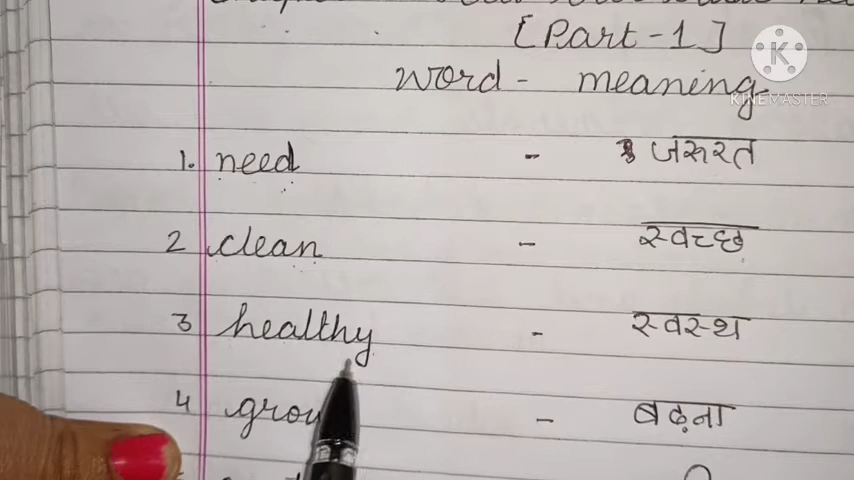 [Part-1]
word - meaning
1. need - जरूरत
2 clean - स्वच्छ
3 healthy - स्वस्थ
4 - बढ़ना
K
KINEMASTER